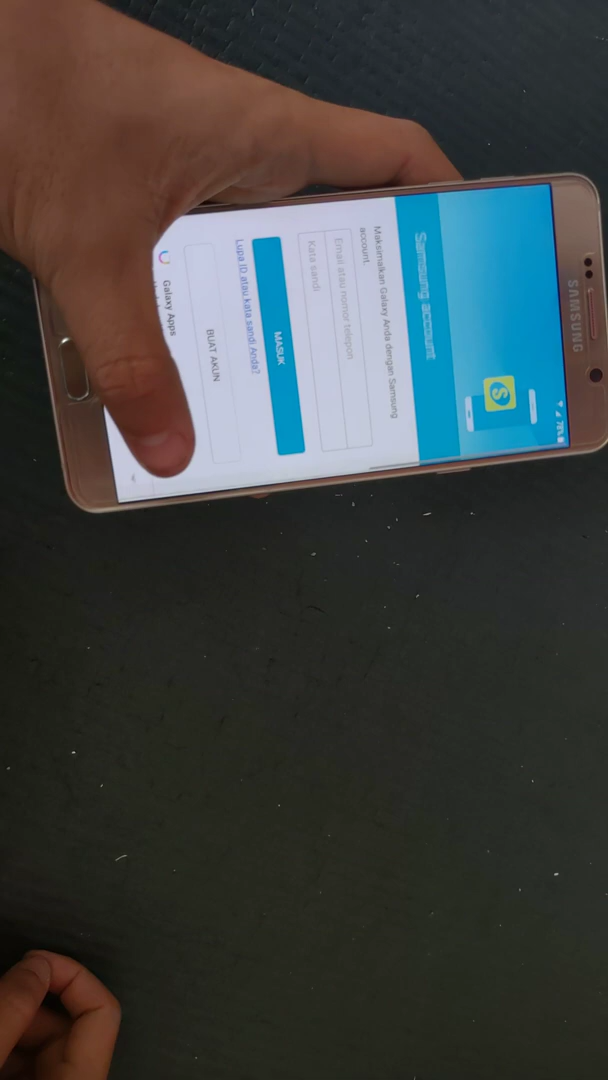 SAMSUNG
78%
Samsung account
Maksimalkan Galaxy Anda dengan Samsung
account.
Email atau nomor telepon
Kata sandi
MASUK
Lupa ID atau kata sandi Anda?
BUAT AKUN
Galaxy Apps